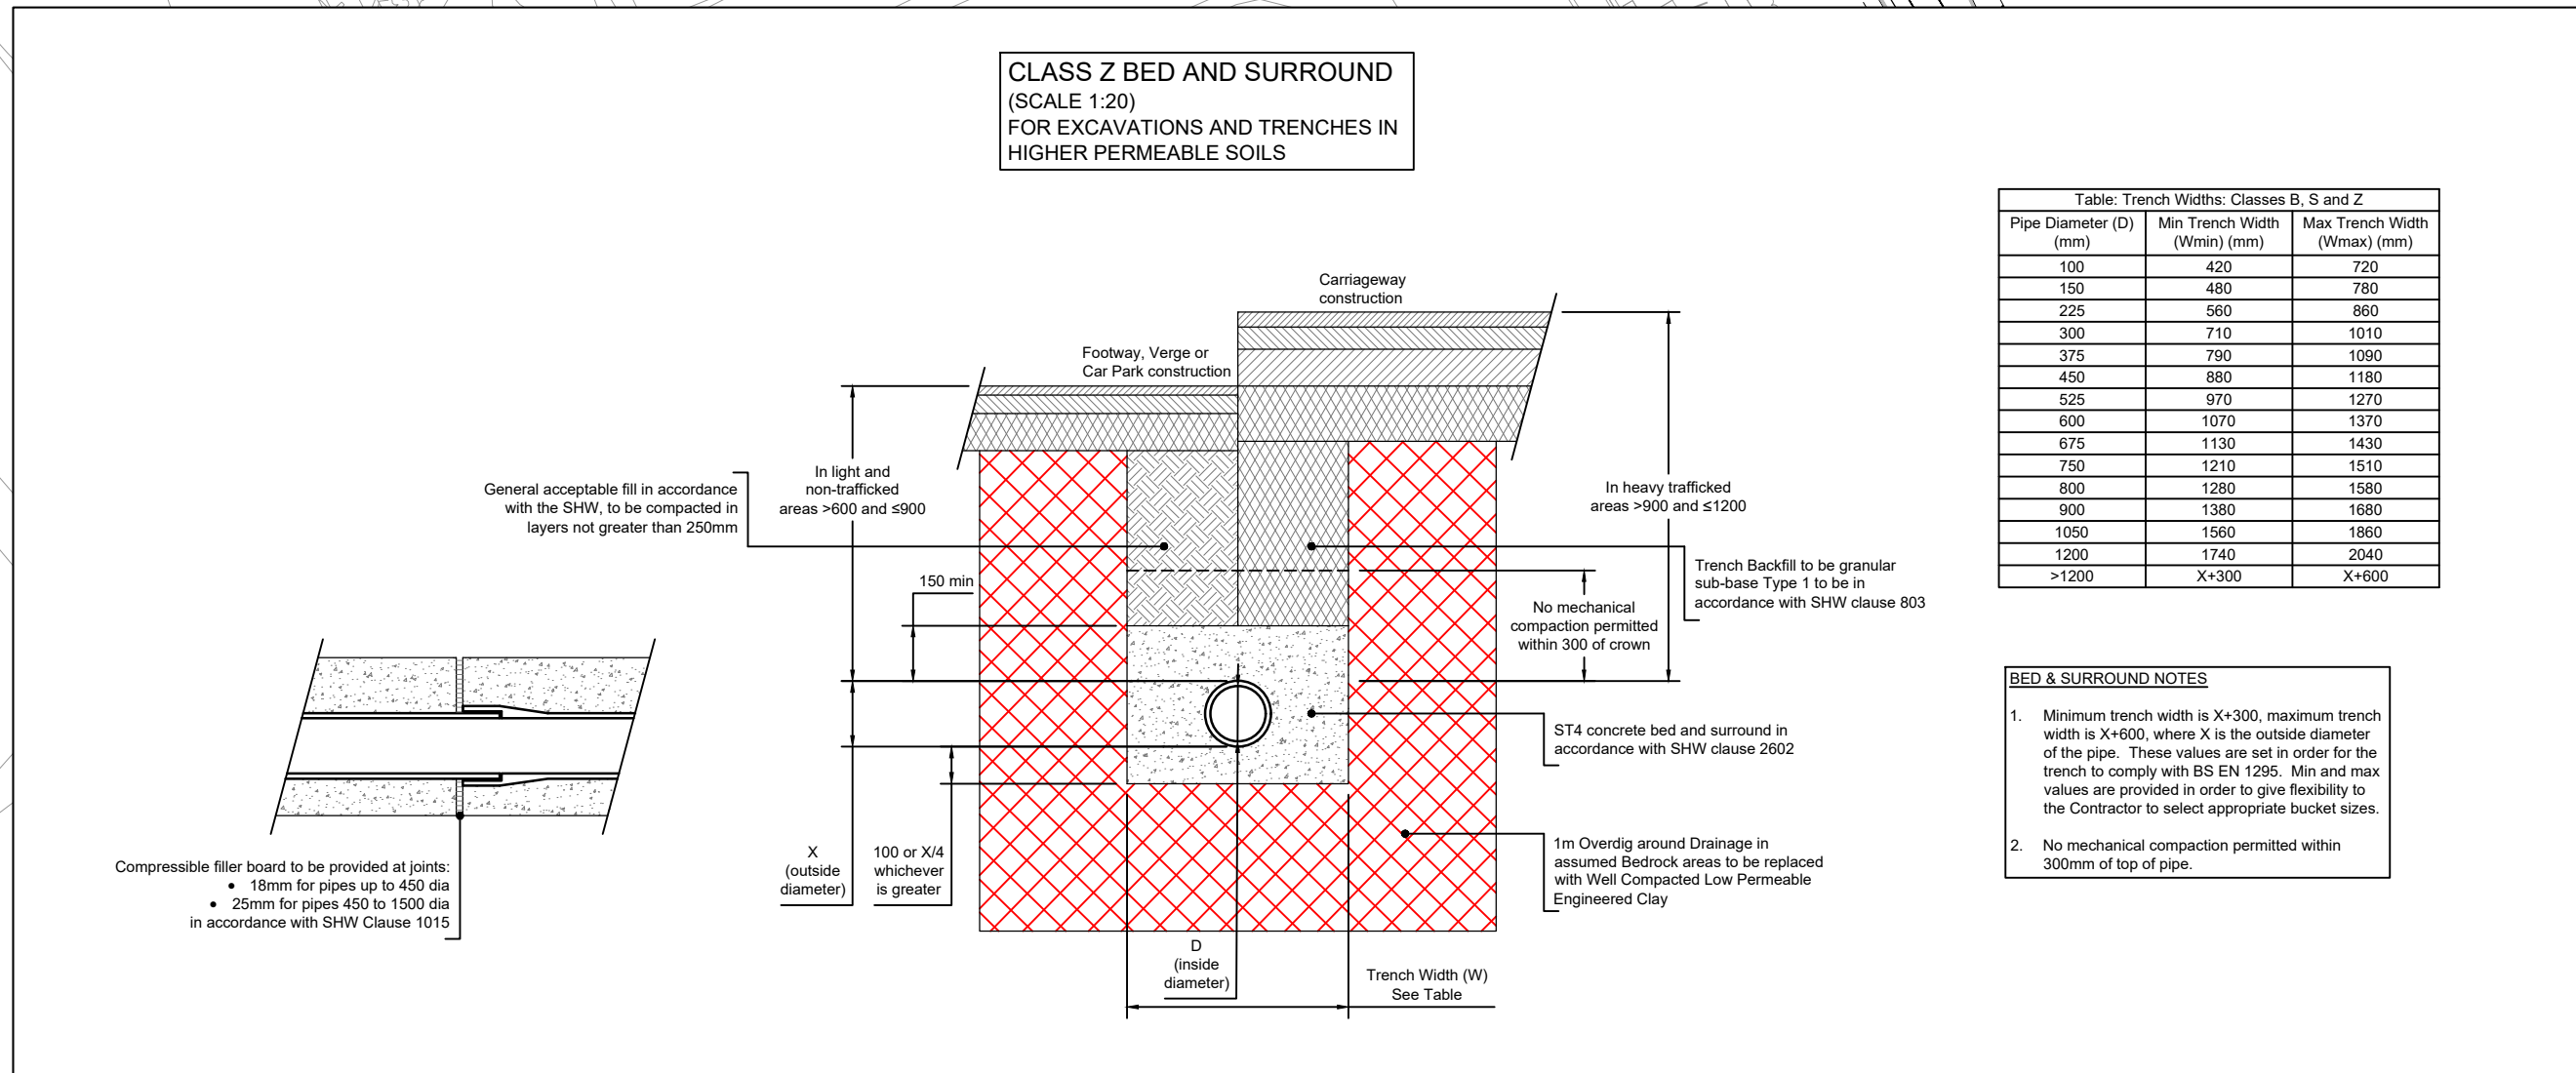 CLASS Z BED AND SURROUND
(SCALE 1:20)
FOR EXCAVATIONS AND TRENCHES IN
HIGHER PERMEABLE SOILS
Table: Trench Widths: Classes B, S and Z
Pipe Diameter (D) (mm) Min Trench Width (Wmin) (mm) Max Trench Width (Wmax) (mm)
100 420 720
150 480 780
225 560 860
300 710 1010
375 790 1090
450 880 1180
525 970 1270
600 1070 1370
675 1130 1430
750 1210 1510
800 1280 1580
900 1380 1680
1050 1560 1860
1200 1740 2040
>1200 X+300 X+600
Carriageway
construction
Footway, Verge or
Car Park construction
In light and
non-trafficked
areas >600 and ≤900
General acceptable fill in accordance
with the SHW, to be compacted in
layers not greater than 250mm
In heavy trafficked
areas >900 and ≤1200
150 min
No mechanical
compaction permitted
within 300 of crown
Trench Backfill to be granular
sub-base Type 1 to be in
accordance with SHW clause 803
ST4 concrete bed and surround in
accordance with SHW clause 2602
1m Overdig around Drainage in
assumed Bedrock areas to be replaced
with Well Compacted Low Permeable
Engineered Clay
X
(outside
diameter)
100 or X/4
whichever
is greater
D
(inside
diameter)
Trench Width (W)
See Table
Compressible filler board to be provided at joints:
• 18mm for pipes up to 450 dia
• 25mm for pipes 450 to 1500 dia
in accordance with SHW Clause 1015
BED & SURROUND NOTES
1. Minimum trench width is X+300, maximum trench
width is X+600, where X is the outside diameter
of the pipe. These values are set in order for the
trench to comply with BS EN 1295. Min and max
values are provided in order to give flexibility to
the Contractor to select appropriate bucket sizes.
2. No mechanical compaction permitted within
300mm of top of pipe.